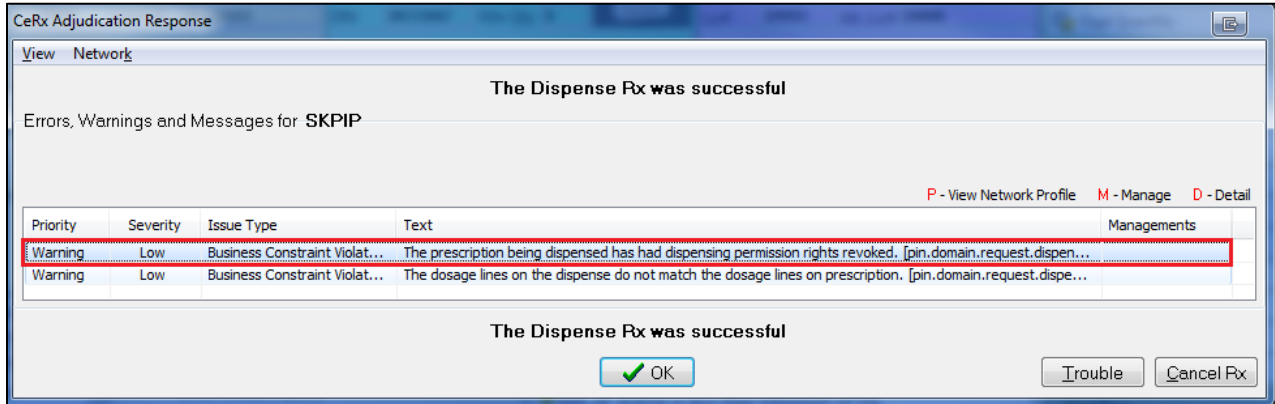 CeRx Adjudication Response
View Network
The Dispense Rx was successful
Errors, Warnings and Messages for SKPIP
P - View Network Profile M - Manage D - Detail
Priority Severity Issue Type Text Managements
Warning Low Business Constraint Violat... The prescription being dispensed has had dispensing permission rights revoked. [pin.domain.request.dispen...
Warning Low Business Constraint Violat... The dosage lines on the dispense do not match the dosage lines on prescription. [pin.domain.request.dispe...
The Dispense Rx was successful
OK Trouble Cancel Rx